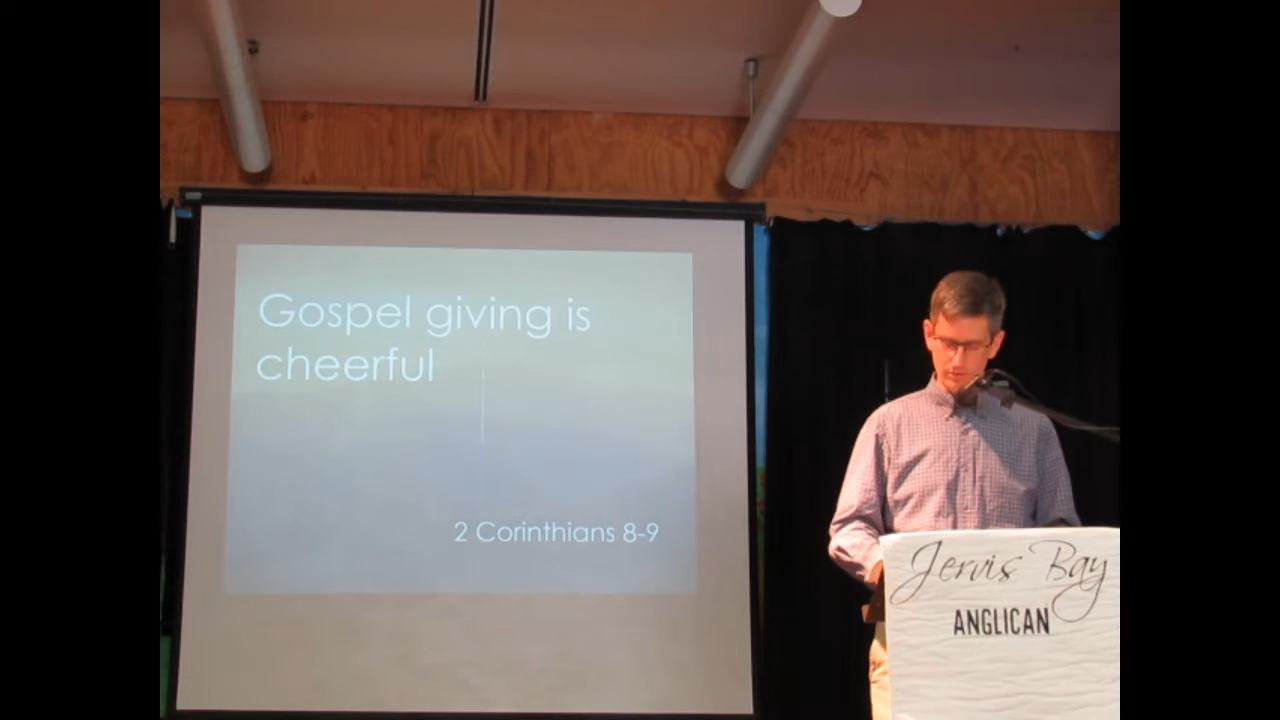 Gospel giving is
cheerful
2 Corinthians 8-9
Jervis Bay
ANGLICAN